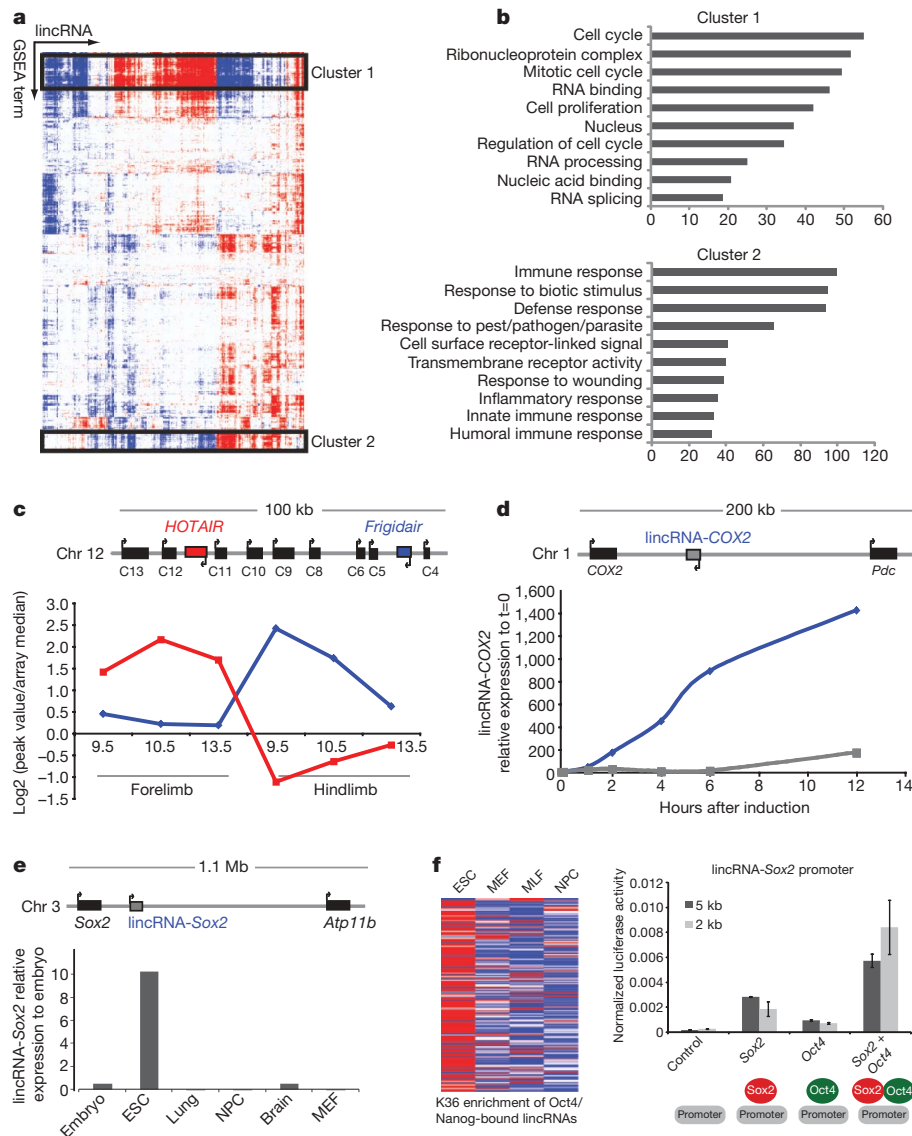 a
lincRNA
GSEA term
Cluster 1
Cluster 2
b
Cluster 1
Cell cycle
Ribonucleoprotein complex
Mitotic cell cycle
RNA binding
Cell proliferation
Nucleus
Regulation of cell cycle
RNA processing
Nucleic acid binding
RNA splicing
0 10 20 30 40 50 60
Cluster 2
Immune response
Response to biotic stimulus
Defense response
Response to pest/pathogen/parasite
Cell surface receptor-linked signal
Transmembrane receptor activity
Response to wounding
Inflammatory response
Innate immune response
Humoral immune response
0 20 40 60 80 100 120
c
100 kb
HOTAIR Frigidair
Chr 12
C13 C12 C11 C10 C9 C8 C6 C5 C4
Log2 (peak value/array median)
3.0
2.5
2.0
1.5
1.0
0.5
0.0
−0.5
−1.0
−1.5
9.5 10.5 13.5 9.5 10.5 13.5
Forelimb Hindlimb
d
200 kb
lincRNA-COX2
Chr 1
COX2 Pdc
lincRNA-COX2
relative expression to t=0
1,600
1,400
1,200
1,000
800
600
400
200
0
0 2 4 6 8 10 12 14
Hours after induction
e
1.1 Mb
Chr 3
Sox2 lincRNA-Sox2 Atp11b
lincRNA-Sox2 relative
expression to embryo
10
8
6
4
2
0
Embryo ESC Lung NPC Brain MEF
f
ESC MEF MLF NPC
K36 enrichment of Oct4/
Nanog-bound lincRNAs
lincRNA-Sox2 promoter
Normalized luciferase activity
0.012
0.010
0.008
0.006
0.004
0.002
0
5 kb
2 kb
Control Sox2 Oct4 Sox2 +
Oct4
Sox2 Oct4 Sox2 Oct4
Promoter Promoter Promoter Promoter